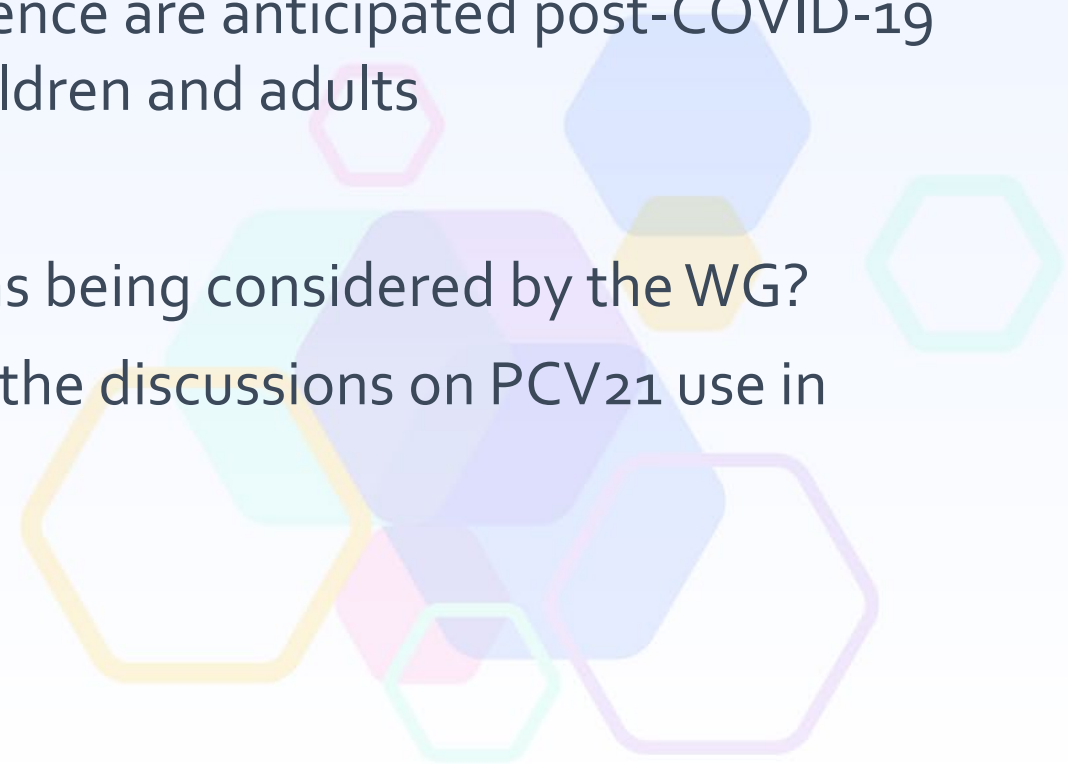 ence are anticipated post-COVID-19
ldren and adults
s being considered by the WG?
the discussions on PCV21 use in